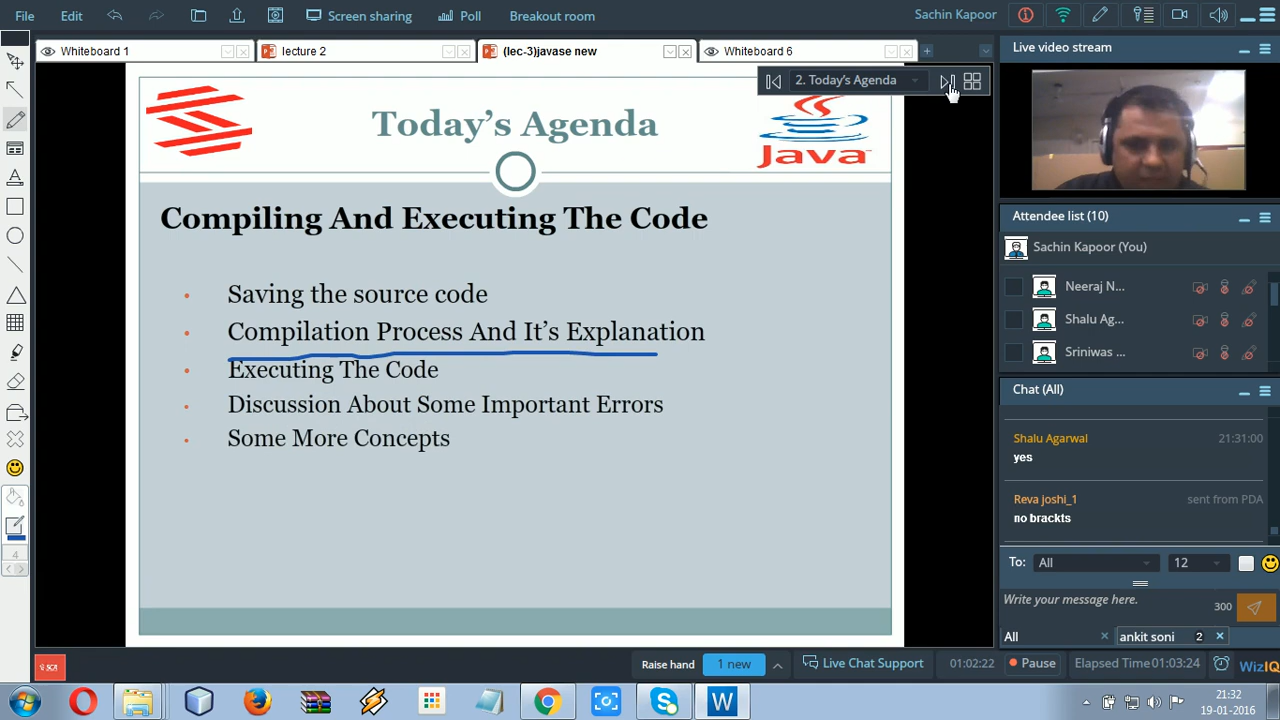 File Edit Screen sharing Poll Breakout room Sachin Kapoor
Whiteboard 1 lecture 2 (lec-3)javase new Whiteboard 6
Live video stream
2. Today's Agenda
Today's Agenda
Java
Compiling And Executing The Code
• Saving the source code
• Compilation Process And It's Explanation
• Executing The Code
• Discussion About Some Important Errors
• Some More Concepts
Attendee list (10)
Sachin Kapoor (You)
Neeraj N...
Shalu Ag...
Sriniwas ...
Chat (All)
Shalu Agarwal 21:31:00
yes
Reva joshi_1 sent from PDA
no brackts
To: All 12
Write your message here. 300
All ankit soni 2
4
Raise hand 1 new Live Chat Support 01:02:22 Pause Elapsed Time 01:03:24 WizIQ
21:32
19-01-2016